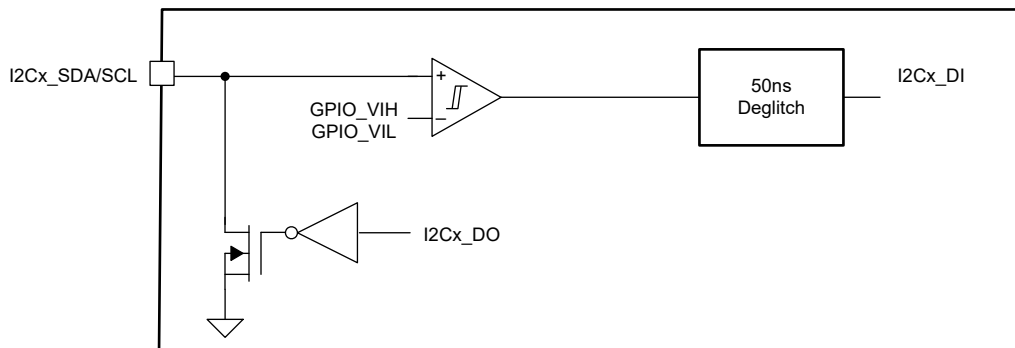 I2Cx_SDA/SCL
+
GPIO_VIH
GPIO_VIL
−
50ns
Deglitch
I2Cx_DI
I2Cx_DO